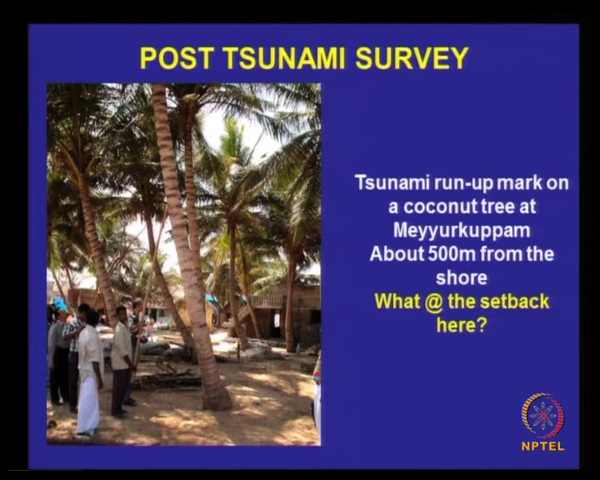 POST TSUNAMI SURVEY
Tsunami run-up mark on
a coconut tree at
Meyyurkuppam
About 500m from the
shore
What @ the setback
here?
NPTEL